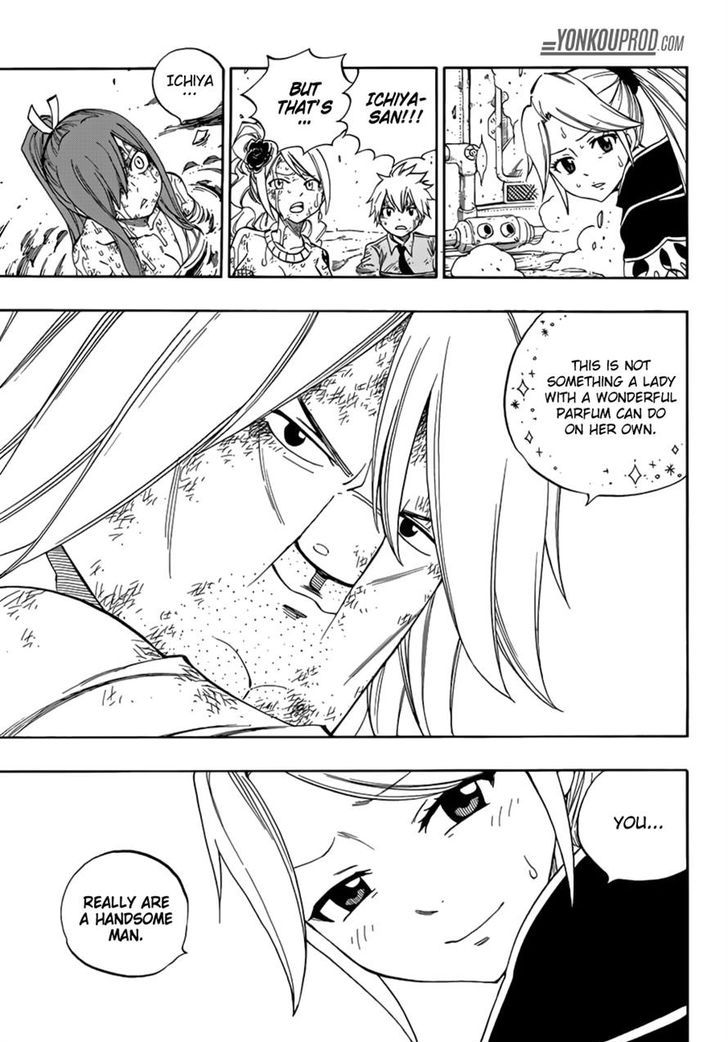 YONKOUPROD.COM
ICHIYA-
SAN!!!
BUT
THAT'S
...
ICHIYA
...
THIS IS NOT
SOMETHING A LADY
WITH A WONDERFUL
PARFUM CAN DO
ON HER OWN.
YOU...
REALLY ARE
A HANDSOME
MAN.